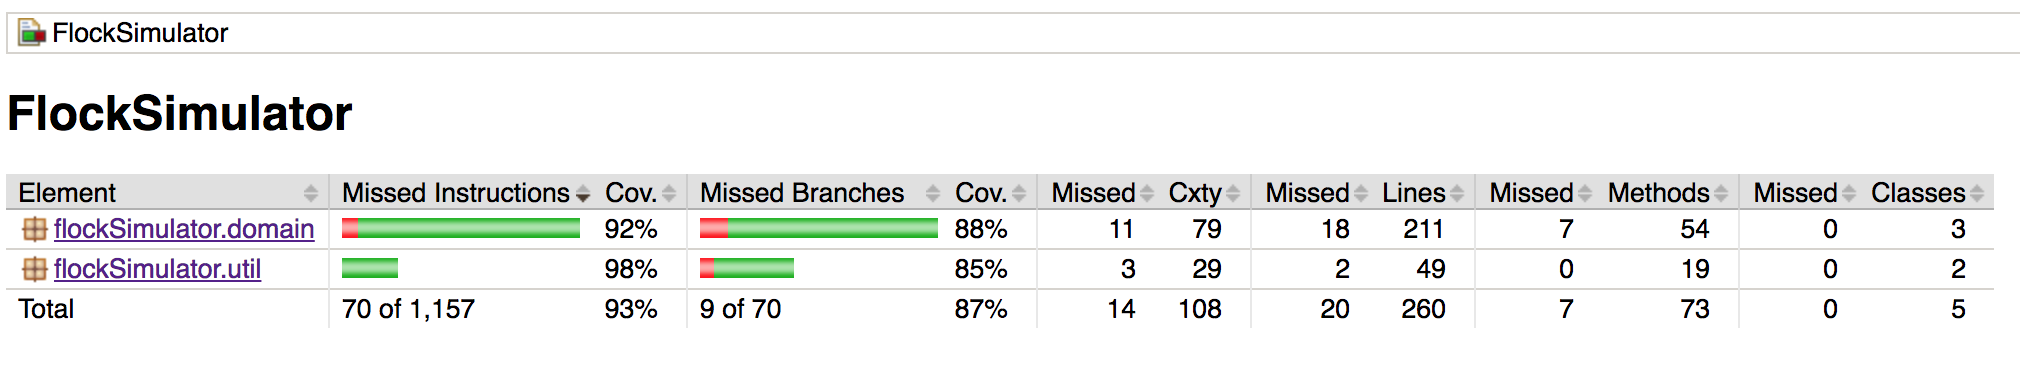 FlockSimulator
FlockSimulator
Element Missed Instructions Cov. Missed Branches Cov. Missed Cxty Missed Lines Missed Methods Missed Classes
flockSimulator.domain 92% 88% 11 79 18 211 7 54 0 3
flockSimulator.util 98% 85% 3 29 2 49 0 19 0 2
Total 70 of 1,157 93% 9 of 70 87% 14 108 20 260 7 73 0 5